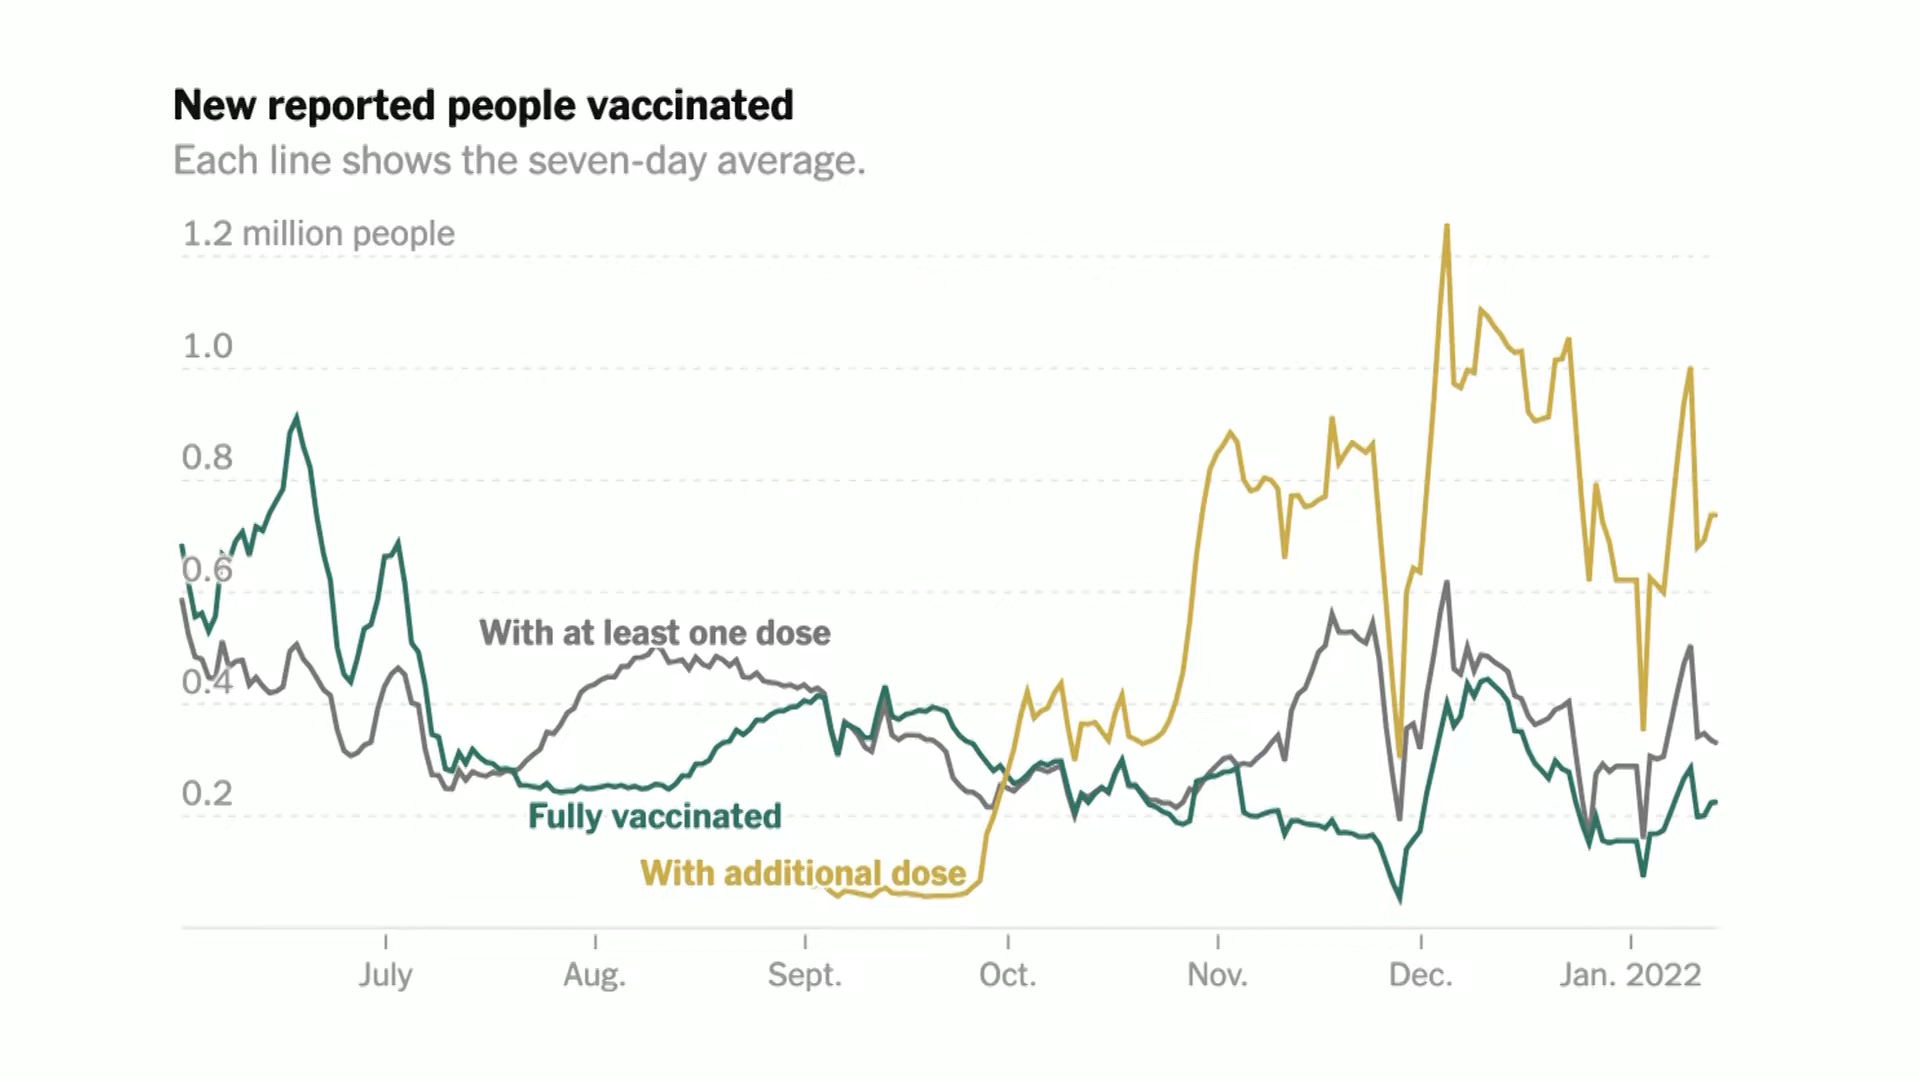 New reported people vaccinated
Each line shows the seven-day average.
1.2 million people
1.0
0.8
0.6
With at least one dose
0.4
0.2
Fully vaccinated
With additional dose
July Aug. Sept. Oct. Nov. Dec. Jan. 2022